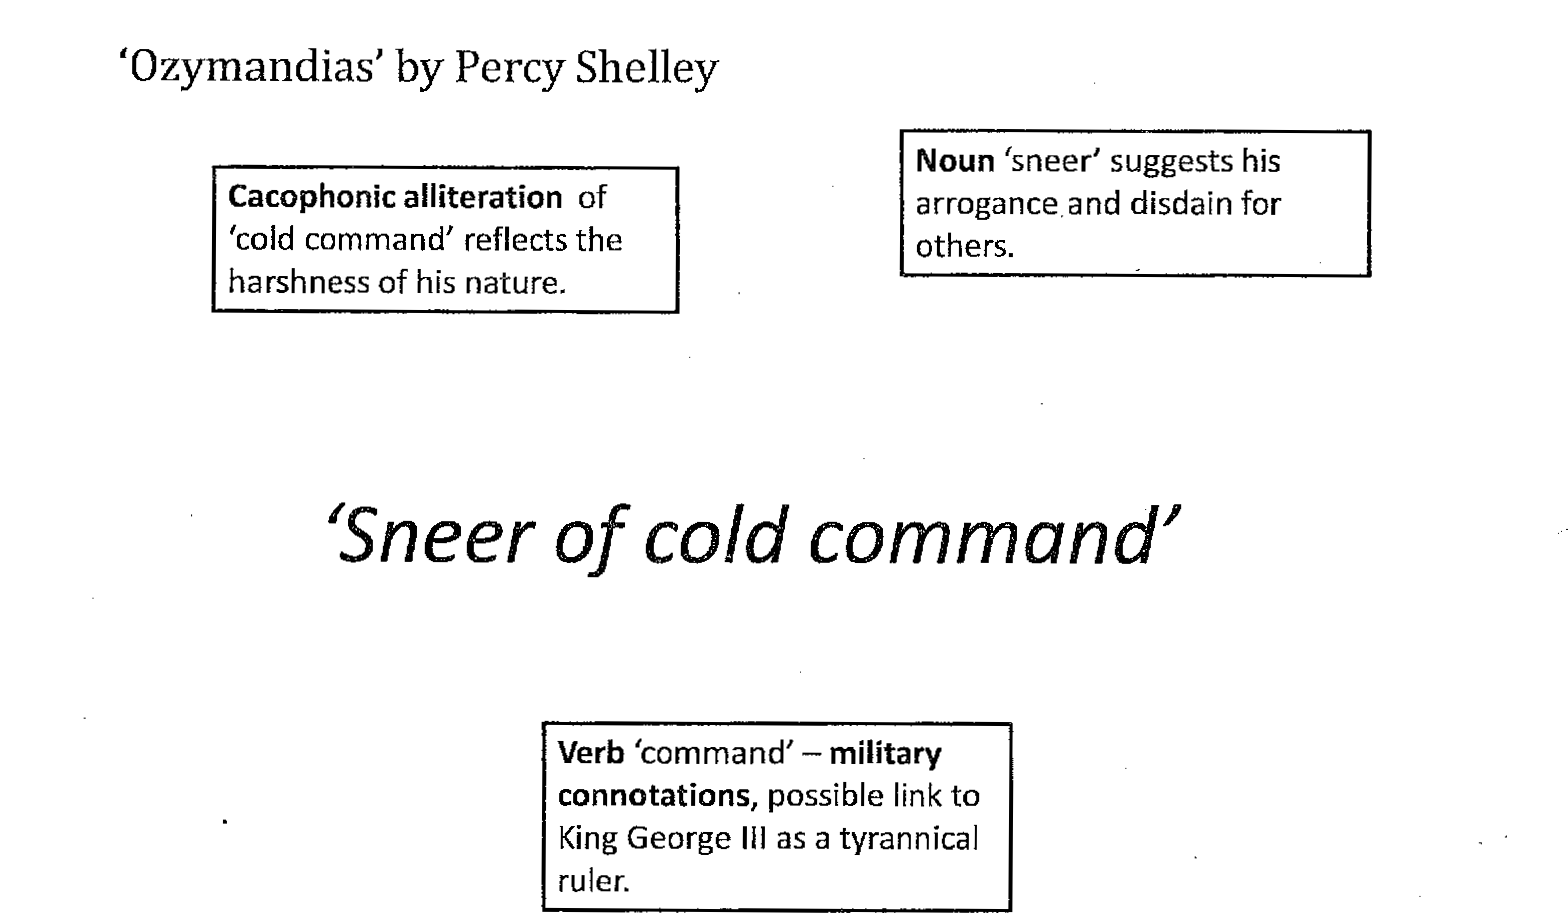 ‘Ozymandias’ by Percy Shelley
Cacophonic alliteration of
‘cold command’ reflects the
harshness of his nature.
Noun ‘sneer’ suggests his
arrogance and disdain for
others.
‘Sneer of cold command’
Verb ‘command’ – military
connotations, possible link to
King George III as a tyrannical
ruler.